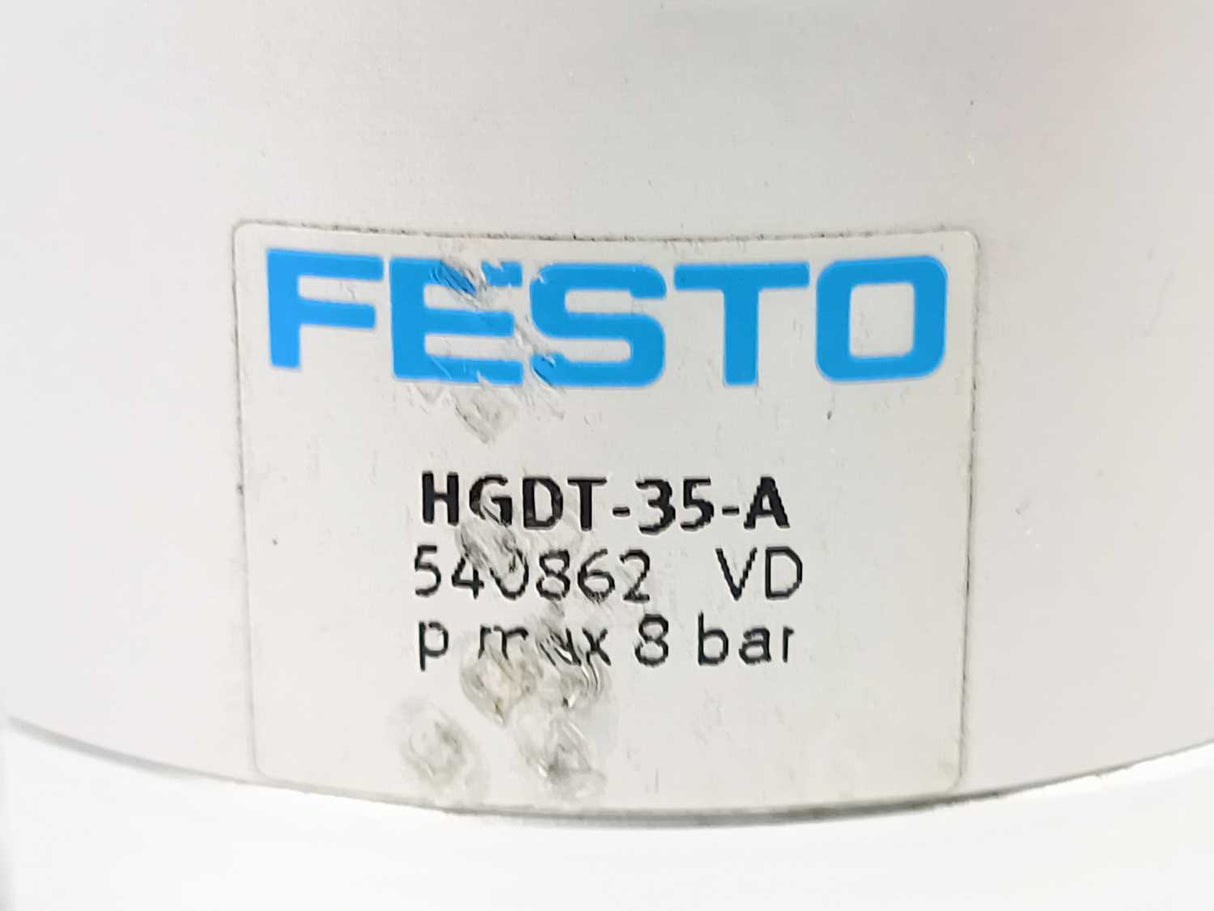 FESTO
HGDT-35-A
540862 VD
p max 8 bar